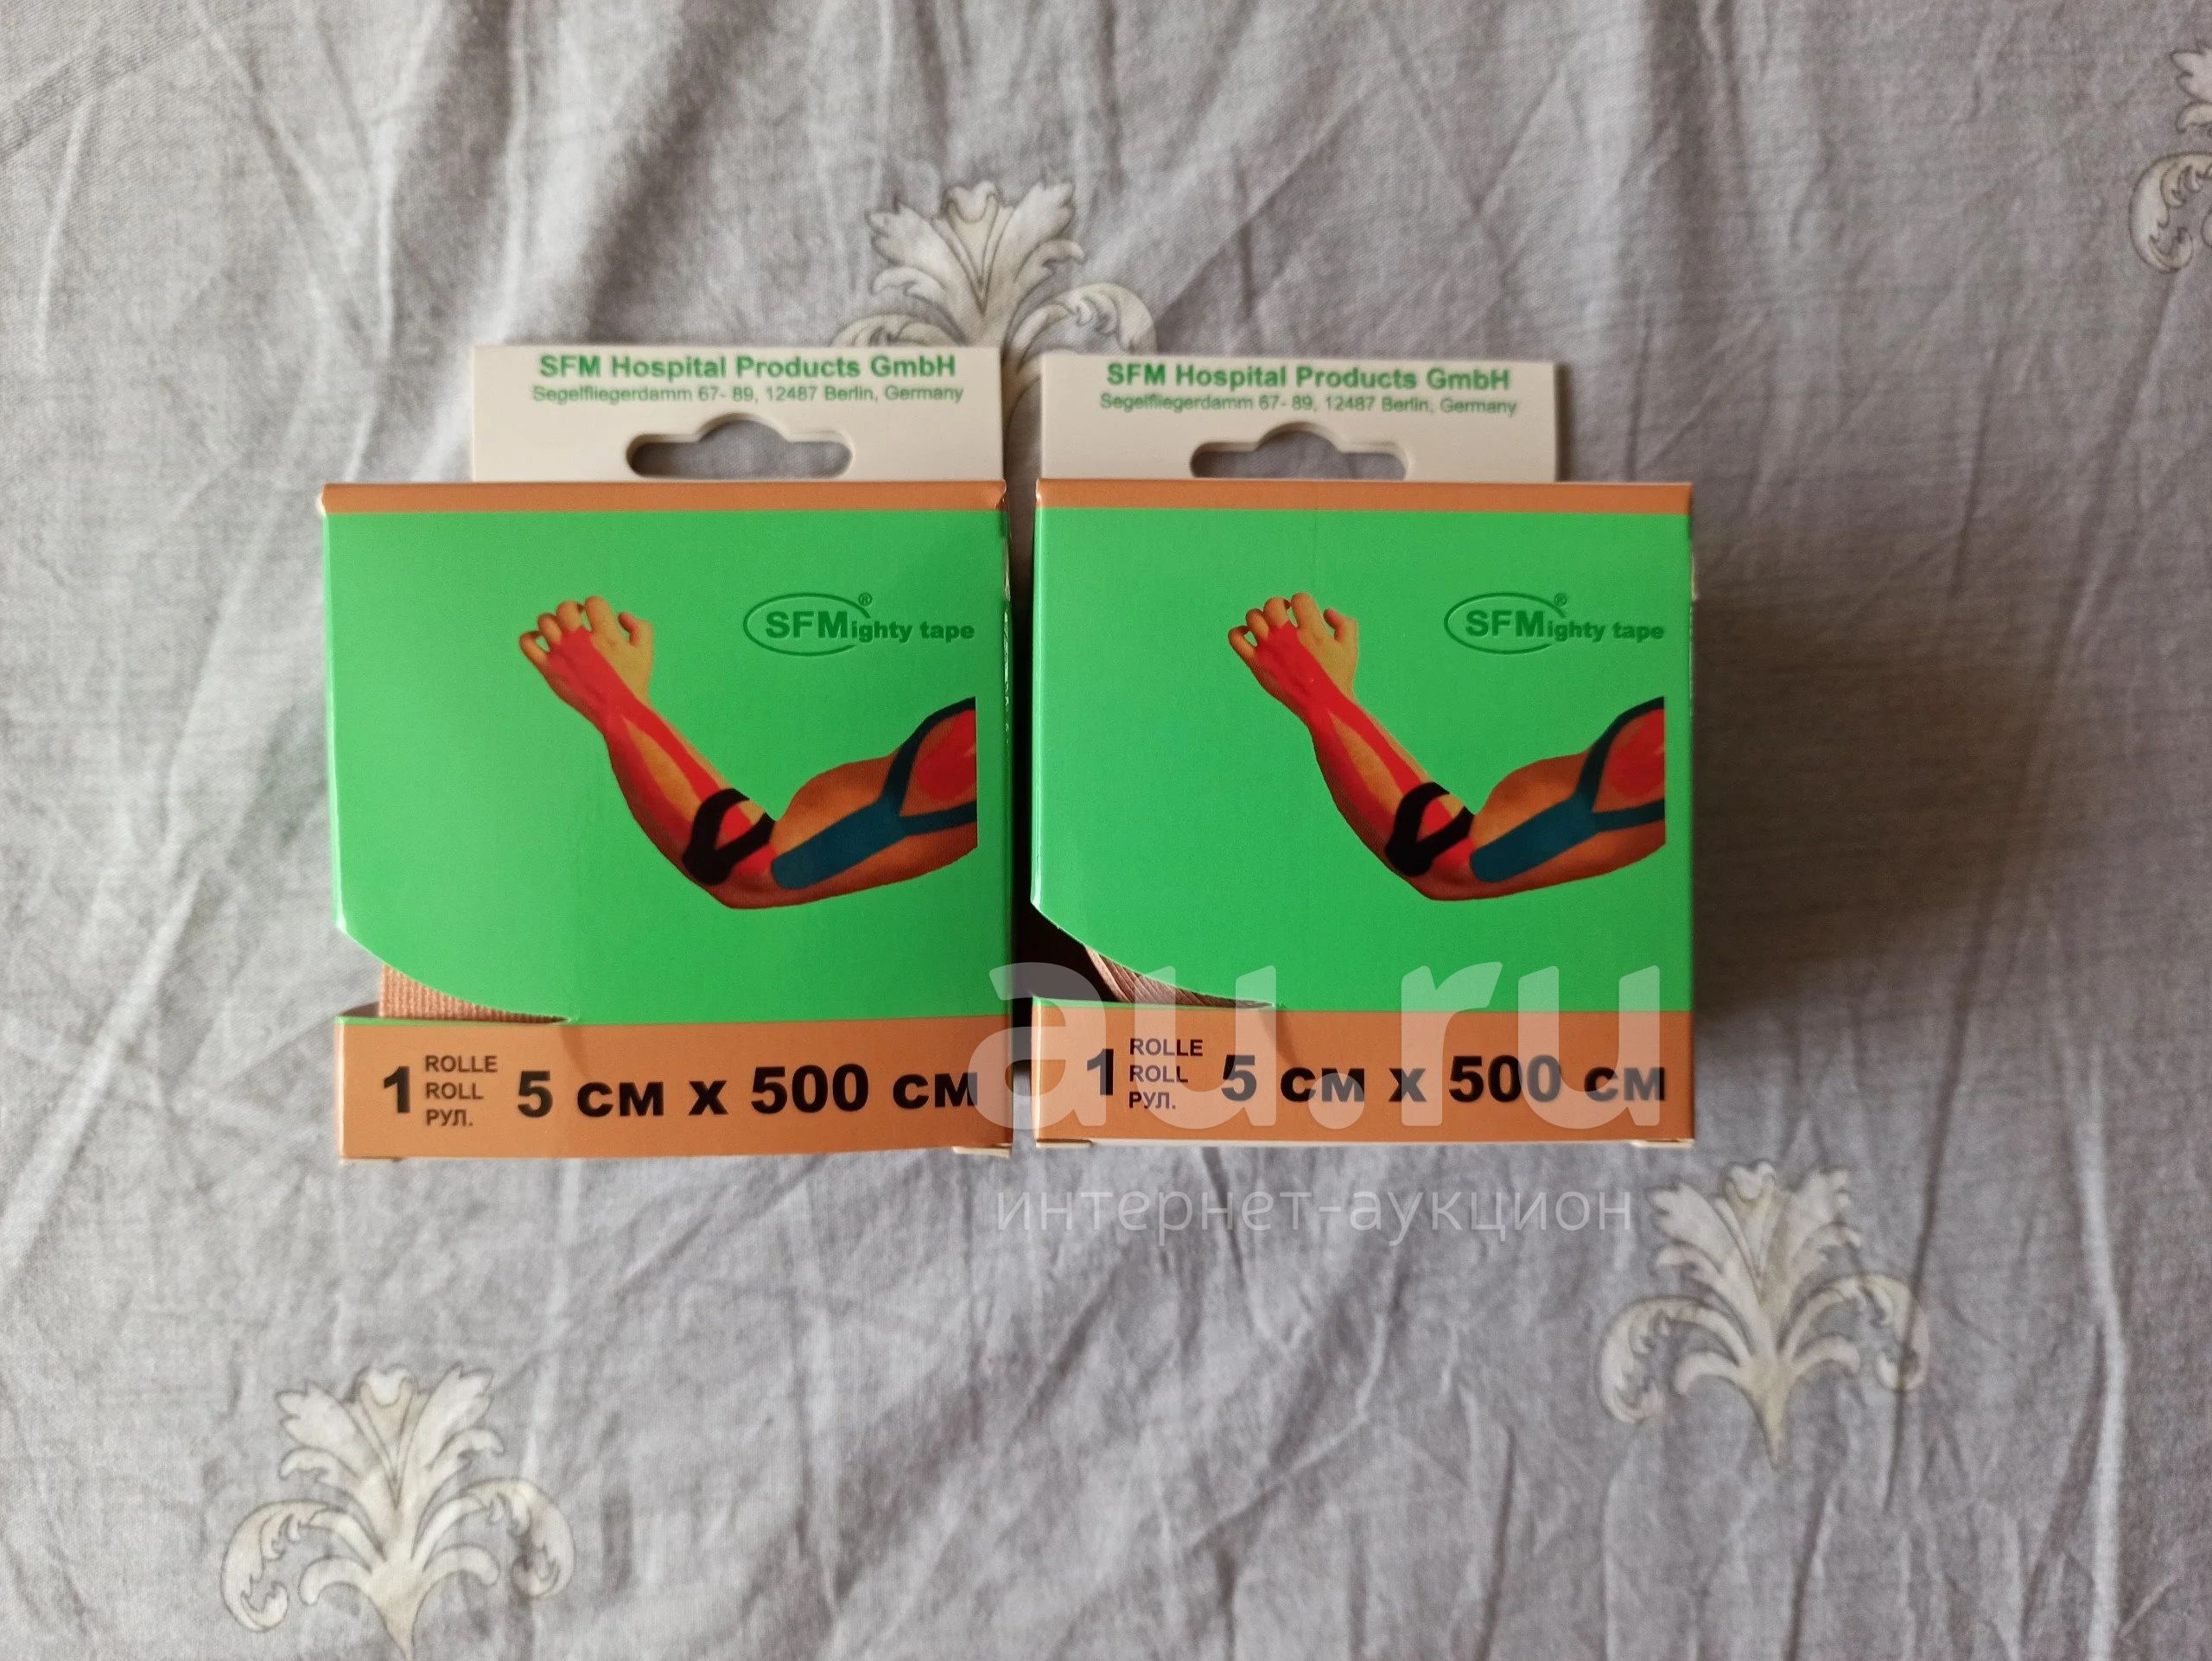 SFM Hospital Products GmbH
Segelfliegerdamm 67- 89, 12487 Berlin, Germany
SFMighty tape ®
1 ROLLE
ROLL
РУЛ.
5 см x 500 см
SFM Hospital Products GmbH
Segelfliegerdamm 67- 89, 12487 Berlin, Germany
SFMighty tape ®
1 ROLLE
ROLL
РУЛ.
5 см x 500 см
au.ru
интернет-аукцион